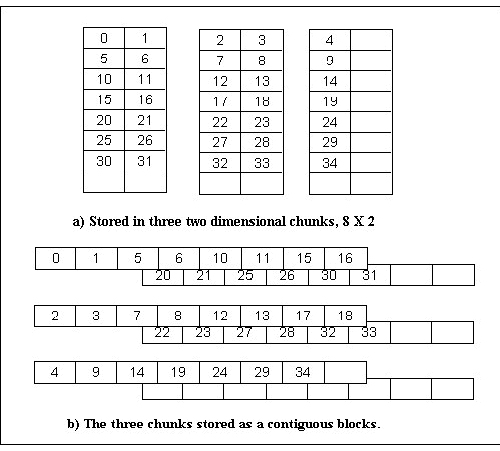 0 1 2 3 4
5 6 7 8 9
10 11 12 13 14
15 16 17 18 19
20 21 22 23 24
25 26 27 28 29
30 31 32 33 34
a) Stored in three two dimensional chunks, 8 X 2
0 1 5 6 10 11 15 16
20 21 25 26 30 31
2 3 7 8 12 13 17 18
22 23 27 28 32 33
4 9 14 19 24 29 34
b) The three chunks stored as a contiguous blocks.